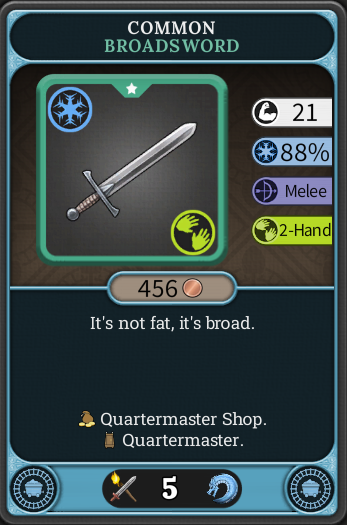 COMMON
BROADSWORD
21
88%
Melee
2-Hand
456
It's not fat, it's broad.
Quartermaster Shop.
Quartermaster.
5